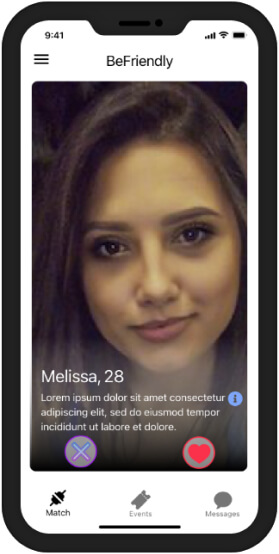 9:41
BeFriendly
Melissa, 28
Lorem ipsum dolor sit amet consectetur
adipiscing elit, sed do eiusmod tempor
incididunt ut labore et dolore.
Match
Events
Messages